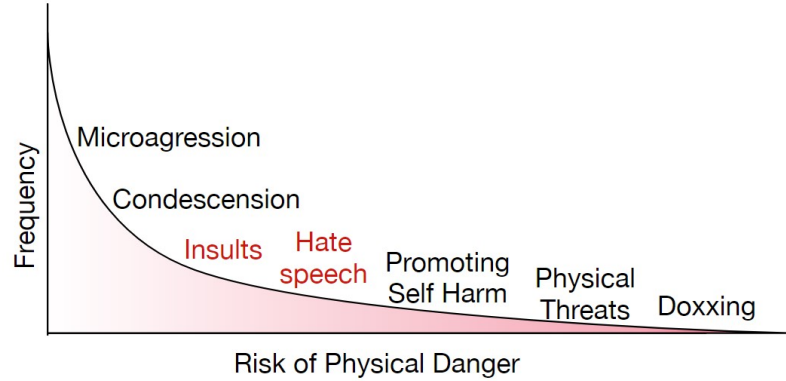 Microagression
Condescension
Insults
Hate
speech
Promoting
Self Harm
Physical
Threats
Doxxing
Frequency
Risk of Physical Danger